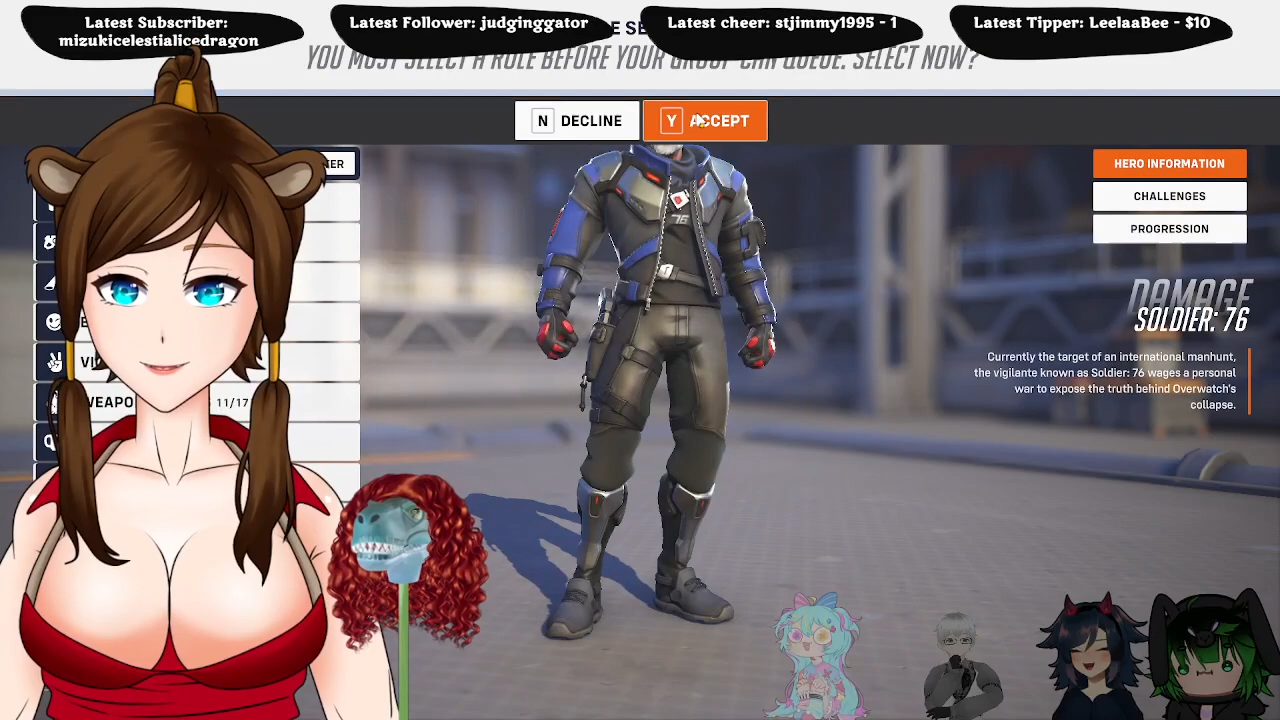 Latest Subscriber:
mizukicelestialicedragon
Latest Follower: judginggator
Latest cheer: stjimmy1995 - 1
Latest Tipper: LeelaaBee - $10
YOU MUST SELECT A ROLE BEFORE YOUR GROUP CAN QUEUE. SELECT NOW?
N DECLINE
Y ACCEPT
11/17
HERO INFORMATION
CHALLENGES
PROGRESSION
DAMAGE
SOLDIER: 76
Currently the target of an international manhunt,
the vigilante known as Soldier: 76 wages a personal
war to expose the truth behind Overwatch's
collapse.
76